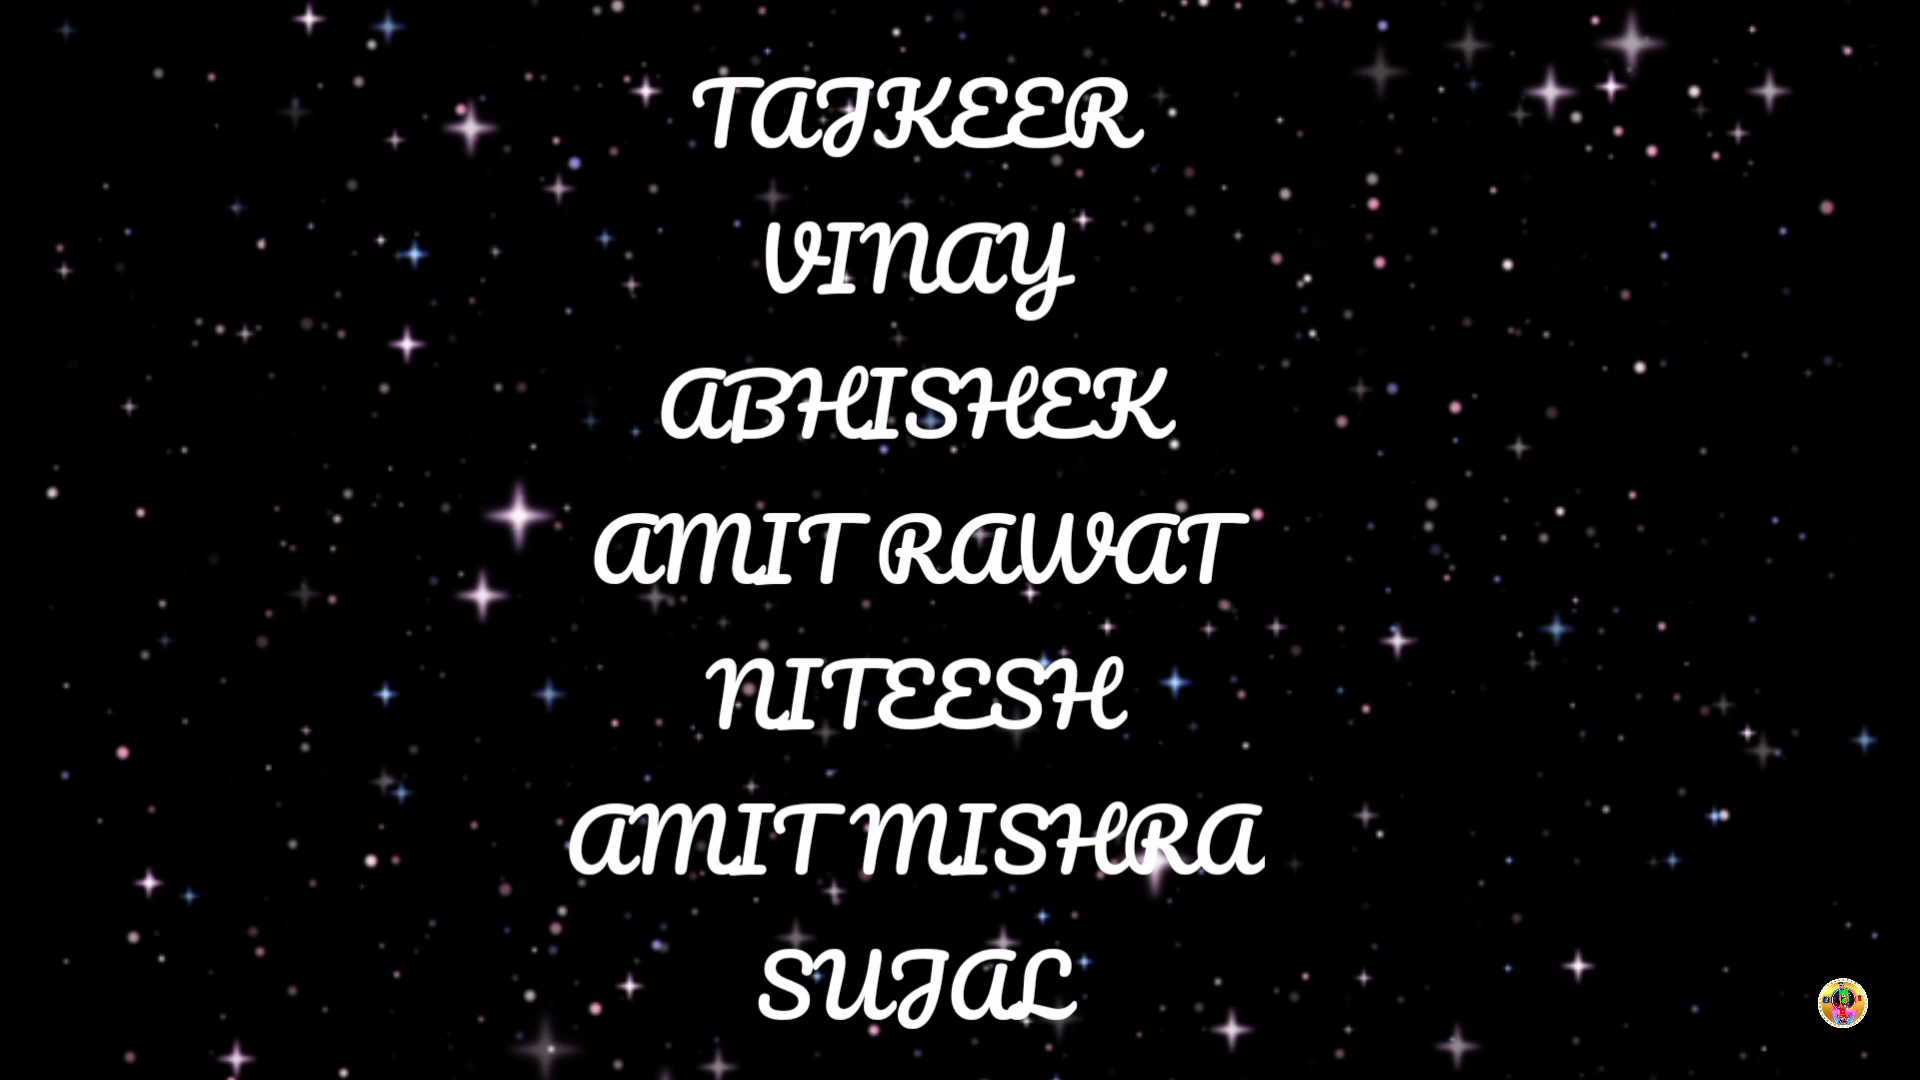 TAJKEER
VINAY
ABHISHEK
AMIT RAWAT
NITEESH
AMIT MISHRA
SUJAL